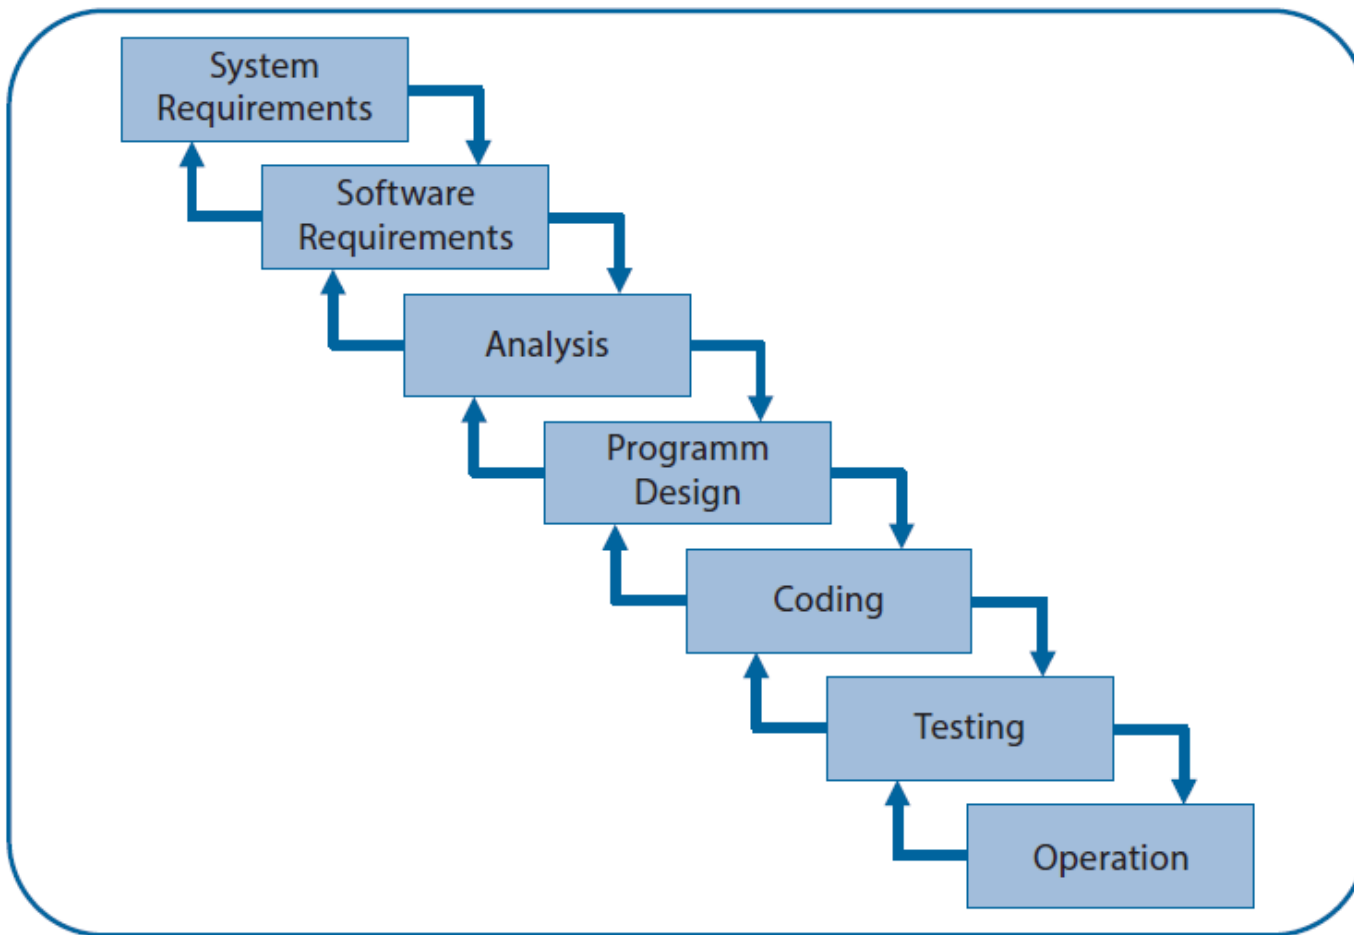 System
Requirements
Software
Requirements
Analysis
Programm
Design
Coding
Testing
Operation